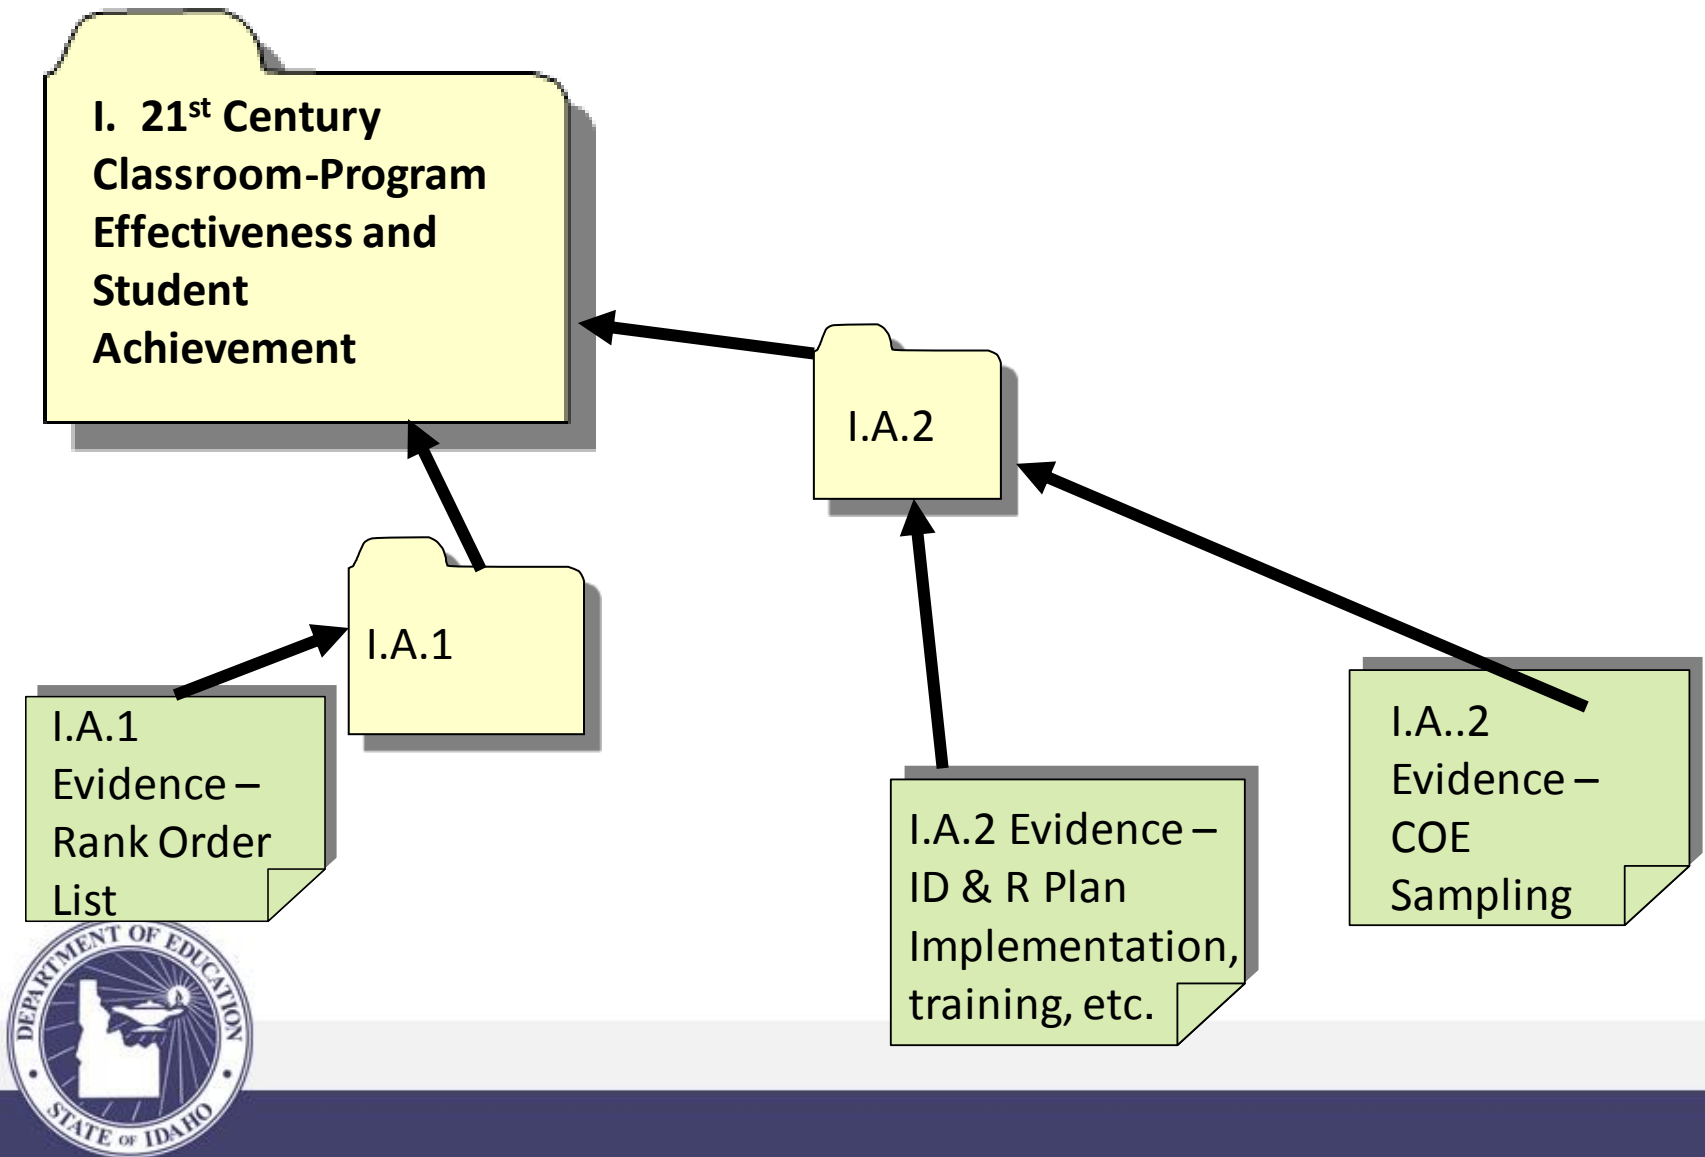 I. 21st Century
Classroom-Program
Effectiveness and
Student
Achievement
I.A.2
I.A.1
I.A.1
Evidence –
Rank Order
List
I.A.2 Evidence –
ID & R Plan
Implementation,
training, etc.
I.A..2
Evidence –
COE
Sampling
DEPARTMENT OF EDUCATION
STATE OF IDAHO